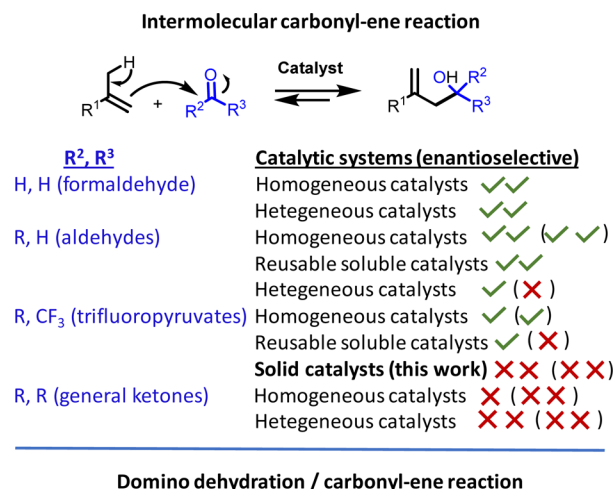 Intermolecular carbonyl-ene reaction
H
R¹
+
O
R² R³
Catalyst
R¹
OH R²
R³
R², R³ Catalytic systems (enantioselective)
H, H (formaldehyde) Homogeneous catalysts ✓✓
Hetegeneous catalysts ✓✓
R, H (aldehydes) Homogeneous catalysts ✓✓ (✓✓)
Reusable soluble catalysts ✓✓
Hetegeneous catalysts ✓ (✗)
R, CF₃ (trifluoropyruvates) Homogeneous catalysts ✓ (✓)
Reusable soluble catalysts ✓ (✗)
Solid catalysts (this work) ✗✗ (✗✗)
R, R (general ketones) Homogeneous catalysts ✗ (✗✗)
Hetegeneous catalysts ✗✗ (✗✗)
Domino dehydration / carbonyl-ene reaction